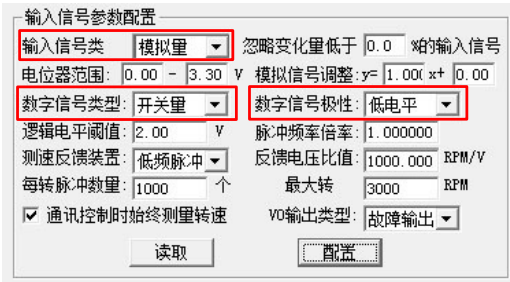 输入信号参数配置
输入信号类 模拟量 忽略变化量低于 0.0 %的输入信号
电位器范围: 0.00 - 3.30 V 模拟信号调整:y= 1.000 x+ 0.00
数字信号类型: 开关量 数字信号极性: 低电平
逻辑电平阈值: 2.00 V 脉冲频率倍率: 1.000000
测速反馈装置: 低频脉冲 反馈电压比值: 1000.000 RPM/V
每转脉冲数量: 1000 个 最大转 3000 RPM
通讯控制时始终测量转速 VO输出类型: 故障输出
读取 配置